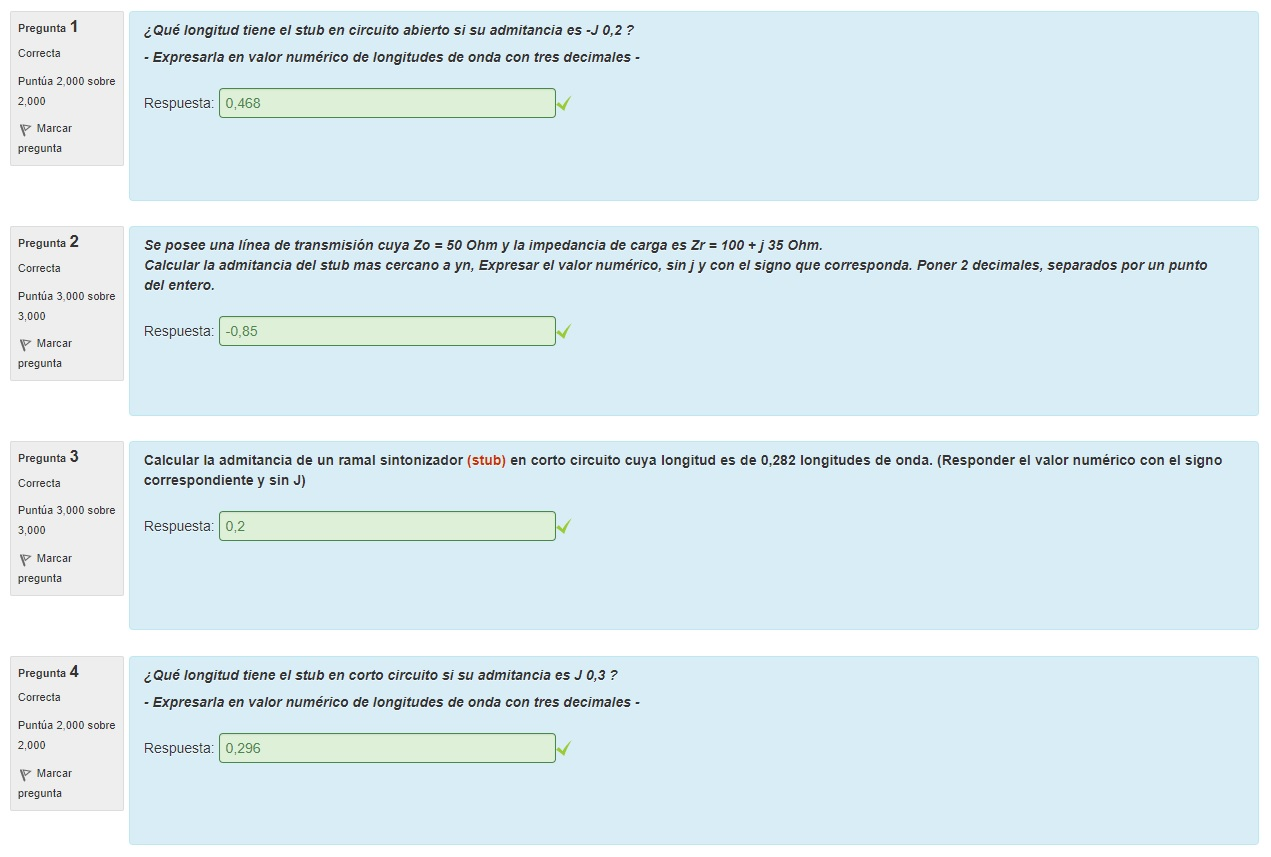 Pregunta 1
Correcta
Puntúa 2,000 sobre
2,000
Marcar
pregunta
¿Qué longitud tiene el stub en circuito abierto si su admitancia es -J 0,2 ?
- Expresarla en valor numérico de longitudes de onda con tres decimales -
Respuesta: 0,468
Pregunta 2
Correcta
Puntúa 3,000 sobre
3,000
Marcar
pregunta
Se posee una línea de transmisión cuya Zo = 50 Ohm y la impedancia de carga es Zr = 100 + j 35 Ohm.
Calcular la admitancia del stub mas cercano a yn, Expresar el valor numérico, sin j y con el signo que corresponda. Poner 2 decimales, separados por un punto
del entero.
Respuesta: -0,85
Pregunta 3
Correcta
Puntúa 3,000 sobre
3,000
Marcar
pregunta
Calcular la admitancia de un ramal sintonizador (stub) en corto circuito cuya longitud es de 0,282 longitudes de onda. (Responder el valor numérico con el signo
correspondiente y sin J)
Respuesta: 0,2
Pregunta 4
Correcta
Puntúa 2,000 sobre
2,000
Marcar
pregunta
¿Qué longitud tiene el stub en corto circuito si su admitancia es J 0,3 ?
- Expresarla en valor numérico de longitudes de onda con tres decimales -
Respuesta: 0,296